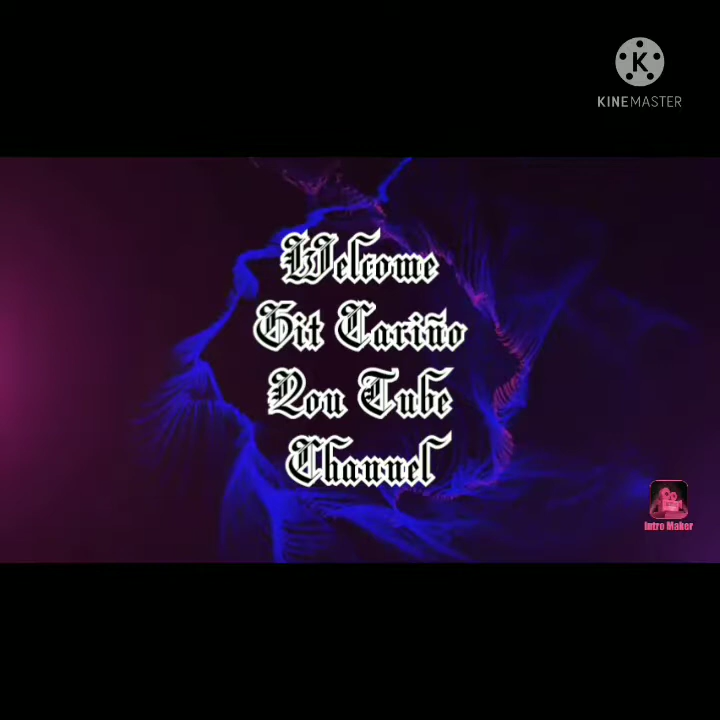 KINEMASTER
Welcome
Git Cariño
You Tube
Channel
Intro Maker